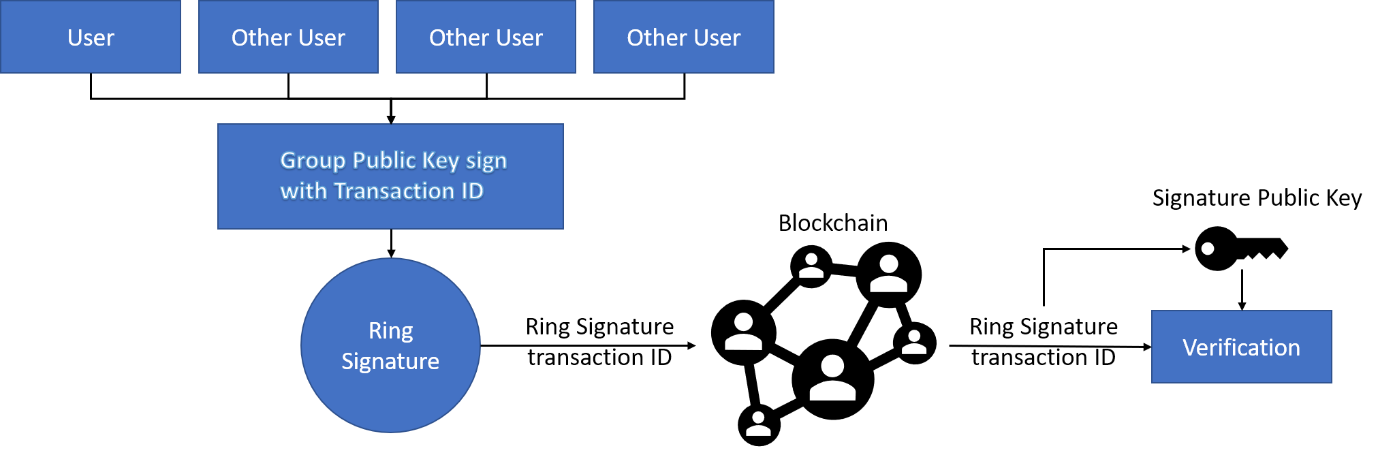 User
Other User
Other User
Other User
Group Public Key sign
with Transaction ID
Ring
Signature
Ring Signature
transaction ID
Blockchain
Ring Signature
transaction ID
Signature Public Key
Verification